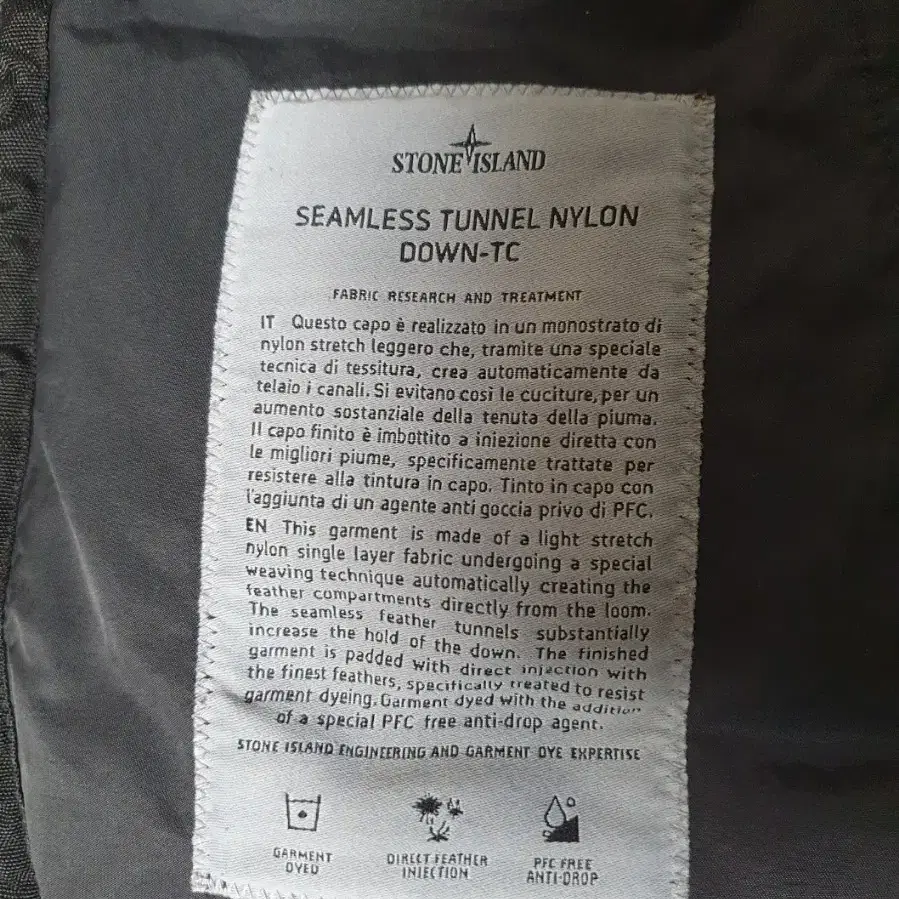 STONE ISLAND
SEAMLESS TUNNEL NYLON
DOWN-TC
FABRIC RESEARCH AND TREATMENT
IT Questo capo è realizzato in un monostrato di
nylon stretch leggero che, tramite una speciale
tecnica di tessitura, crea automaticamente da
telaio i canali. Si evitano così le cuciture, per un
aumento sostanziale della tenuta della piuma.
Il capo finito è imbottito a iniezione diretta con
le migliori piume, specificamente trattate per
resistere alla tintura in capo. Tinto in capo con
l'aggiunta di un agente anti goccia privo di PFC.
EN This garment is made of a light stretch
nylon single layer fabric undergoing a special
weaving technique automatically creating the
feather compartments directly from the loom.
The seamless feather tunnels substantially
increase the hold of the down. The finished
garment is padded with direct injection with
the finest feathers, specifically treated to resist
garment dyeing. Garment dyed with the addition
of a special PFC free anti-drop agent.
STONE ISLAND ENGINEERING AND GARMENT DYE EXPERTISE
GARMENT
DYED
DIRECT FEATHER
INJECTION
PFC FREE
ANTI-DROP